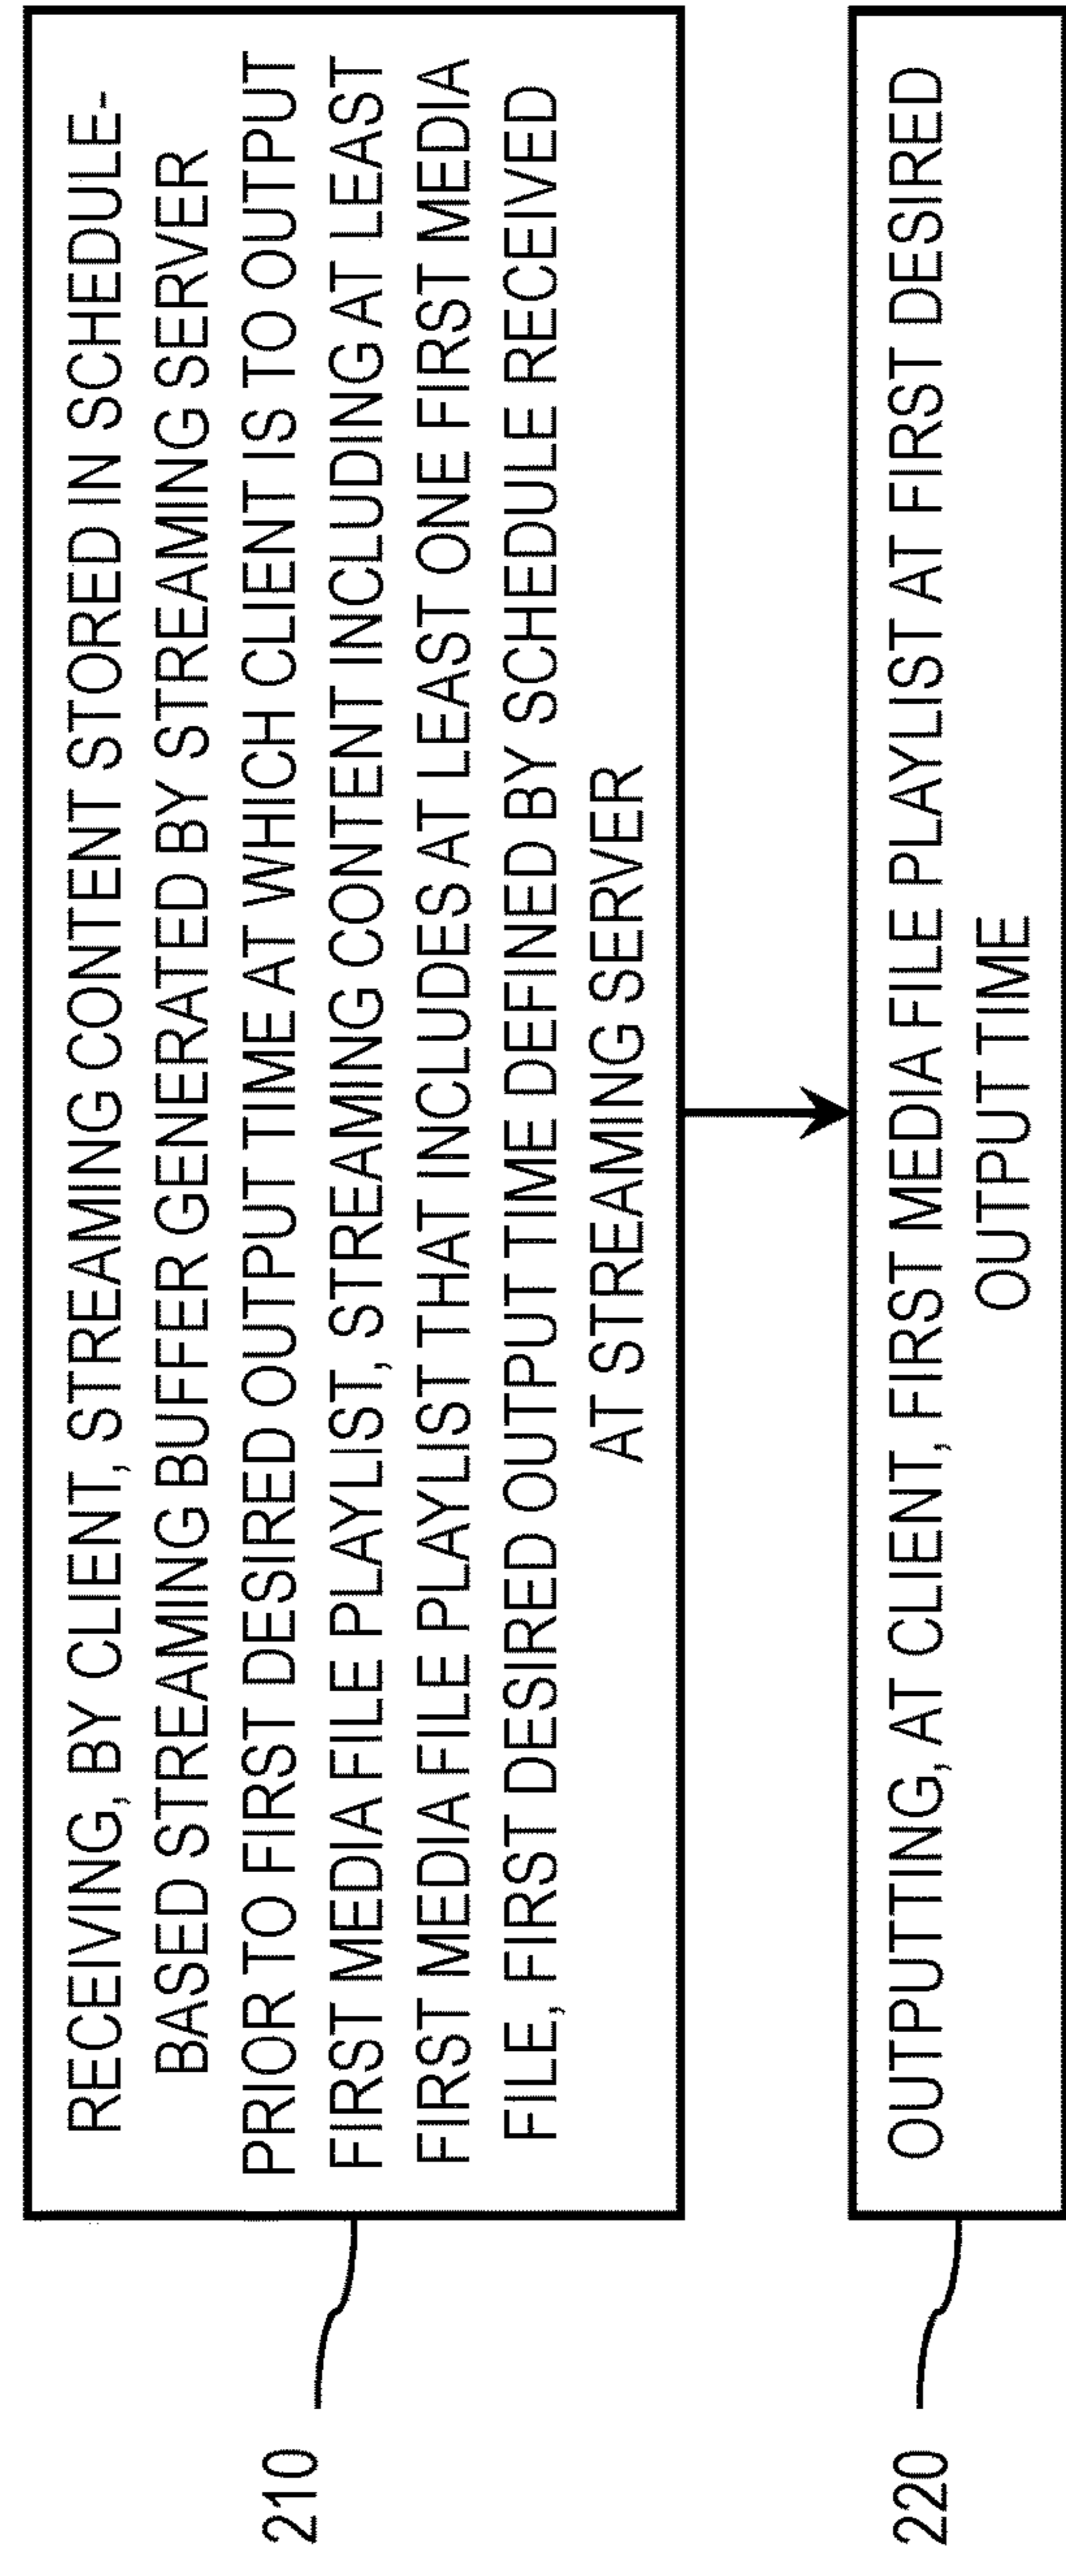 RECEIVING, BY CLIENT, STREAMING CONTENT STORED IN SCHEDULE-
BASED STREAMING BUFFER GENERATED BY STREAMING SERVER
PRIOR TO FIRST DESIRED OUTPUT TIME AT WHICH CLIENT IS TO OUTPUT
FIRST MEDIA FILE PLAYLIST, STREAMING CONTENT INCLUDING AT LEAST
FIRST MEDIA FILE PLAYLIST THAT INCLUDES AT LEAST ONE FIRST MEDIA
FILE, FIRST DESIRED OUTPUT TIME DEFINED BY SCHEDULE RECEIVED
AT STREAMING SERVER
210
OUTPUTTING, AT CLIENT, FIRST MEDIA FILE PLAYLIST AT FIRST DESIRED
OUTPUT TIME
220